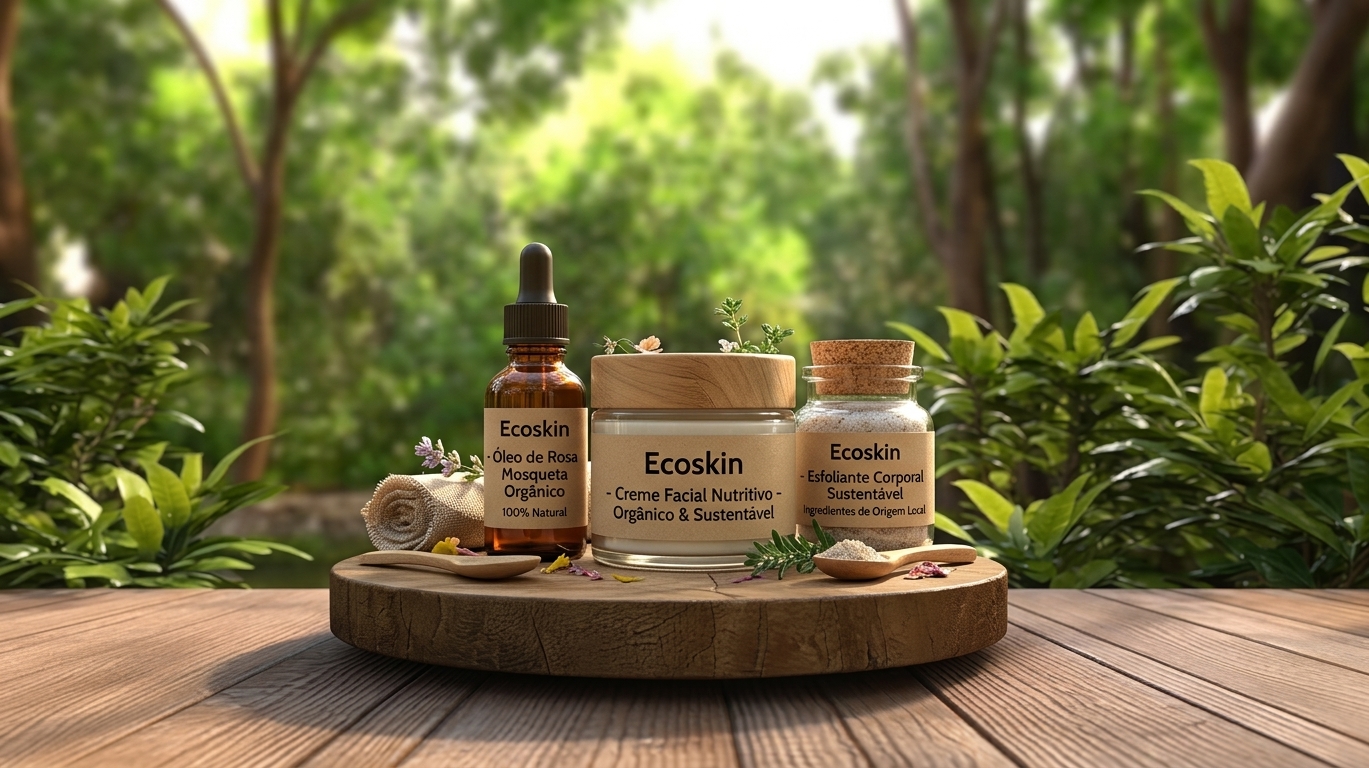 Ecoskin
- Óleo de Rosa
Mosqueta
Orgânico
100% Natural
Ecoskin
- Creme Facial Nutritivo -
Orgânico & Sustentável
Ecoskin
- Esfoliante Corporal
Sustentável
Ingredientes de Origem Local